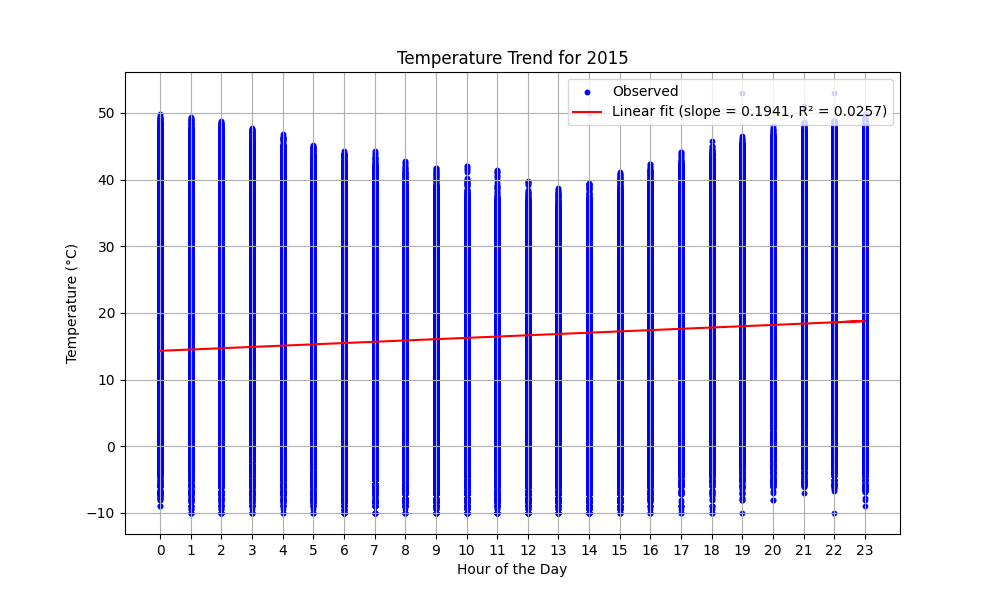 Temperature Trend for 2015
Observed
Linear fit (slope = 0.1941, R² = 0.0257)
Temperature (°C)
50
40
30
20
10
0
−10
0 1 2 3 4 5 6 7 8 9 10 11 12 13 14 15 16 17 18 19 20 21 22 23
Hour of the Day